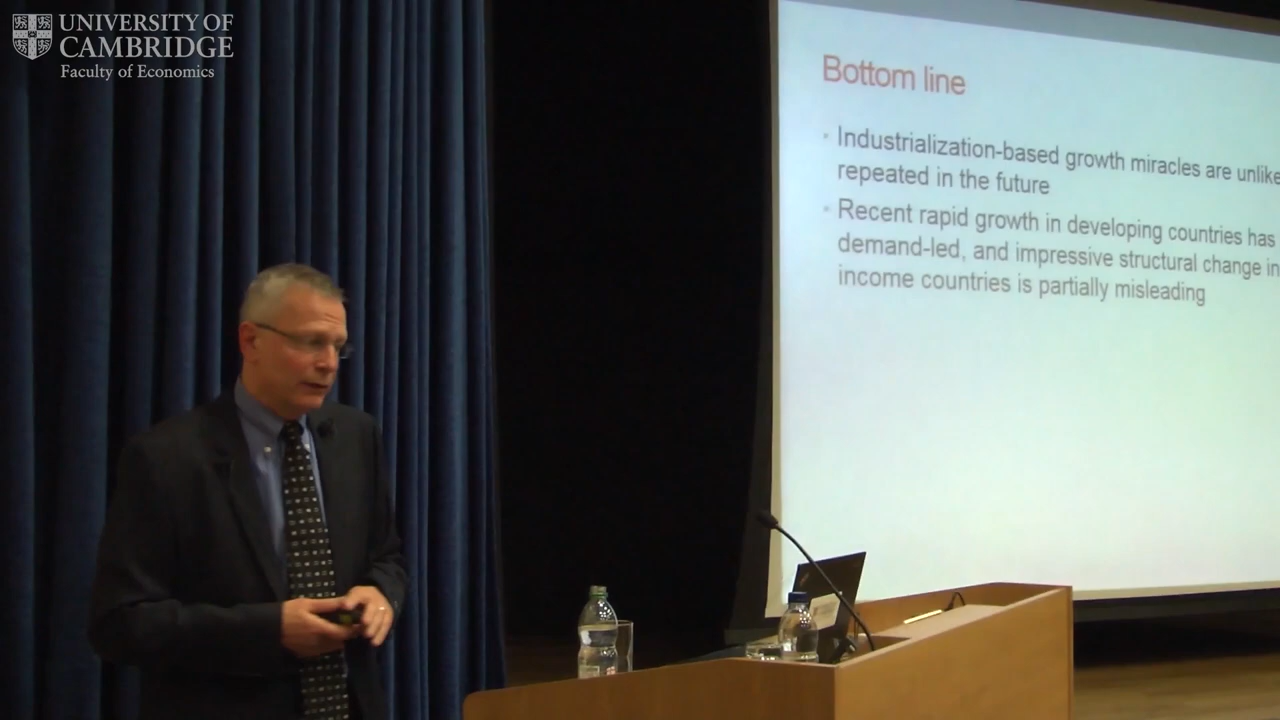 UNIVERSITY OF
CAMBRIDGE
Faculty of Economics
Bottom line
Industrialization-based growth miracles are
repeated in the future
Recent rapid growth in developing countries has
demand-led, and impressive structural change in
income countries is partially misleading